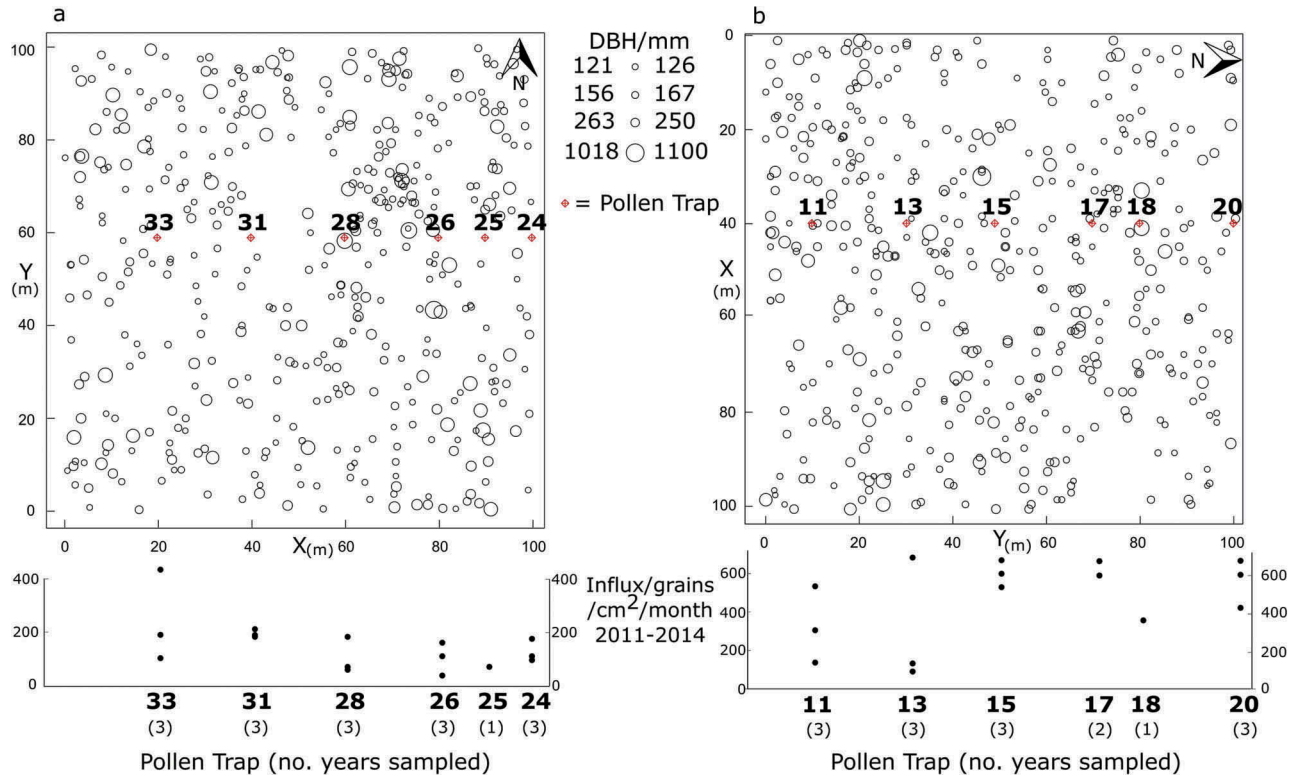 a
100
80
60
40
20
0
Y
(m)
N
33 31 28 26 25 24
0 20 40 60 80 100
X(m)
DBH/mm
121 126
156 167
263 250
1018 1100
= Pollen Trap
b
0
20
40
60
80
100
X
(m)
N
11 13 15 17 18 20
0 20 40 60 80 100
Y(m)
400
200
0
400
200
0
33 31 28 26 25 24
(3) (3) (3) (3) (1) (3)
Pollen Trap (no. years sampled)
Influx/grains
/cm2/month
2011-2014
600
400
200
0
600
400
200
0
11 13 15 17 18 20
(3) (3) (3) (2) (1) (3)
Pollen Trap (no. years sampled)